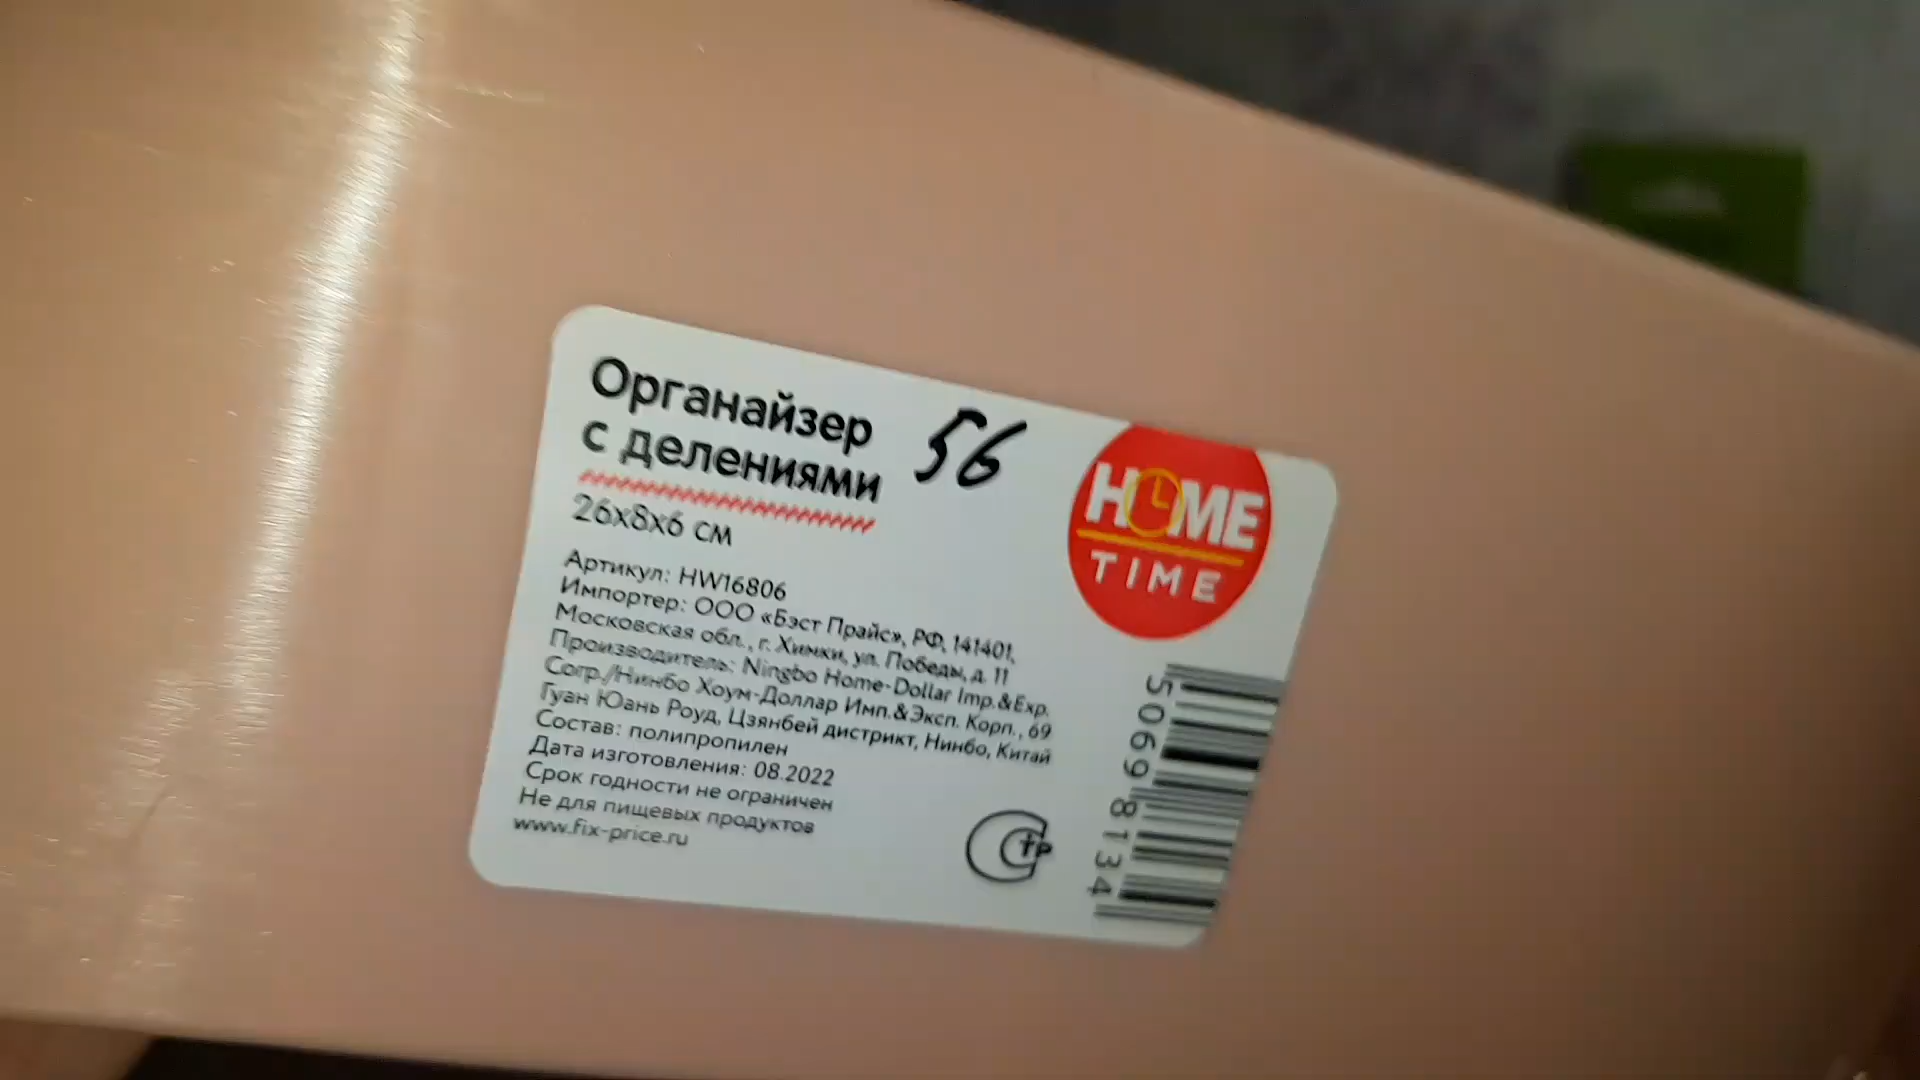 Органайзер
с делениями
56
26х8х6 см
HOME
TIME
Артикул: HW16806
Импортер: ООО «Бэст Прайс», РФ, 141401,
Московская обл., г. Химки, ул. Победы, д. 11
Производитель: Ningbo Home-Dollar Imp.&Exp.
Corp./Нинбо Хоум-Доллар Имп.&Эксп. Корп., 69
Гуан Юань Роуд, Цзянбей дистрикт, Нинбо, Китай
Состав: полипропилен
Дата изготовления: 08.2022
Срок годности не ограничен
Не для пищевых продуктов
www.fix-price.ru
СТР
5069 8134